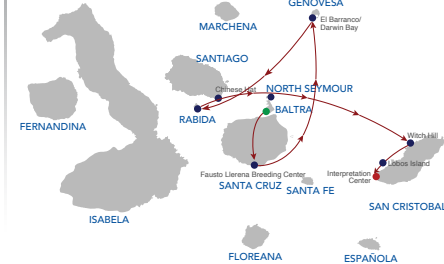 GENOVESA
El Barranco/
Darwin Bay
MARCHENA
SANTIAGO
Chinese Hat
NORTH SEYMOUR
RABIDA
BALTRA
FERNANDINA
Witch Hill
Lobos Island
Fausto Llerena Breeding Center
Interpretation
Center
SANTA CRUZ
SANTA FE
SAN CRISTOBAL
ISABELA
FLOREANA
ESPAÑOLA